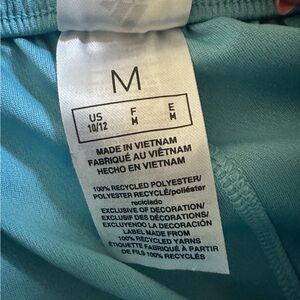 M
US F E
10/12 M M
MADE IN VIETNAM
FABRIQUÉ AU VIÊTNAM
HECHO EN VIETNAM
100% RECYCLED POLYESTER/
POLYESTER RECYCLÉ/poliéster
reciclado
EXCLUSIVE OF DECORATION/
EXCLUSIF DES DÉCORATIONS/
EXCLUYENDO LA DECORACIÓN
LABEL MADE FROM
100% RECYCLED YARNS
ÉTIQUETTE FABRIQUÉE À PARTIR
DE FILS 100% RECYCLÉS